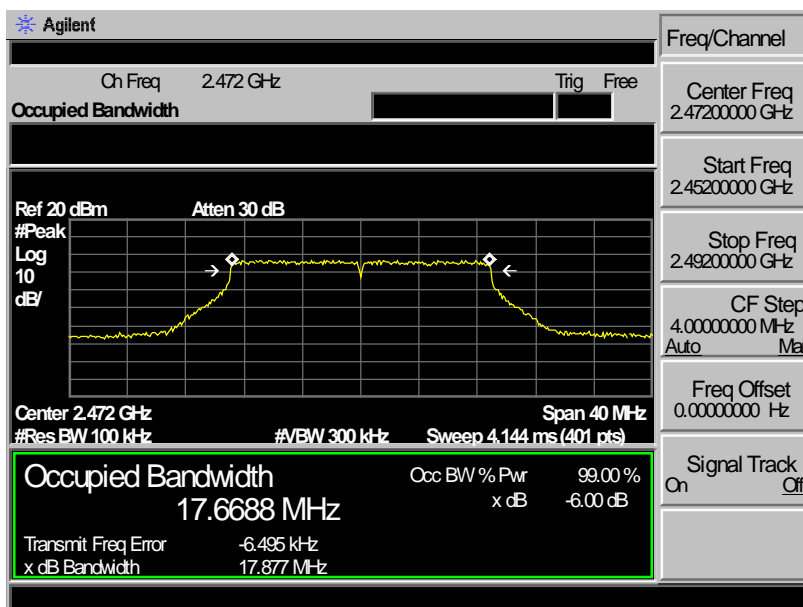 Agilent
Freq/Channel
Ch Freq 2.472 GHz Trig Free
Occupied Bandwidth
Center Freq
2.47200000 GHz
Start Freq
2.45200000 GHz
Stop Freq
2.49200000 GHz
CF Step
4.00000000 MHz
Auto Ma
Freq Offset
0.00000000 Hz
Signal Track
On Off
Ref 20 dBm Atten 30 dB
#Peak
Log
10
dB/
Center 2.472 GHz Span 40 MHz
#Res BW 100 kHz #VBW 300 kHz Sweep 4.144 ms (401 pts)
Occupied Bandwidth
17.6688 MHz
Occ BW % Pwr 99.00 %
x dB -6.00 dB
Transmit Freq Error -6.495 kHz
x dB Bandwidth 17.877 MHz